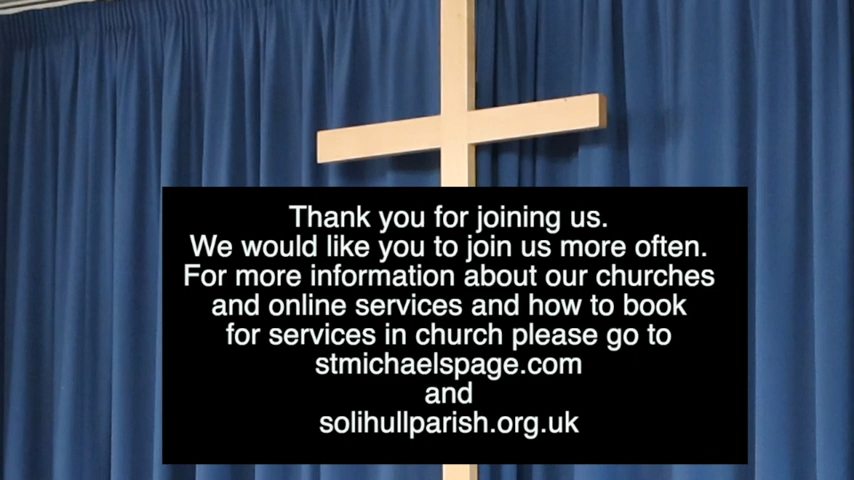 Thank you for joining us.
We would like you to join us more often.
For more information about our churches
and online services and how to book
for services in church please go to
stmichaelspage.com
and
solihullparish.org.uk